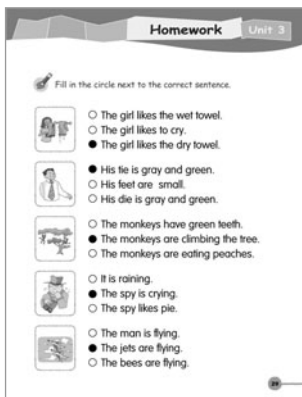 Homework Unit 3
Fill in the circle next to the correct sentence.
The girl likes the wet towel.
The girl likes to cry.
The girl likes the dry towel.
His tie is gray and green.
His feet are small.
His die is gray and green.
The monkeys have green teeth.
The monkeys are climbing the tree.
The monkeys are eating peaches.
It is raining.
The spy is crying.
The spy likes pie.
The man is flying.
The jets are flying.
The bees are flying.